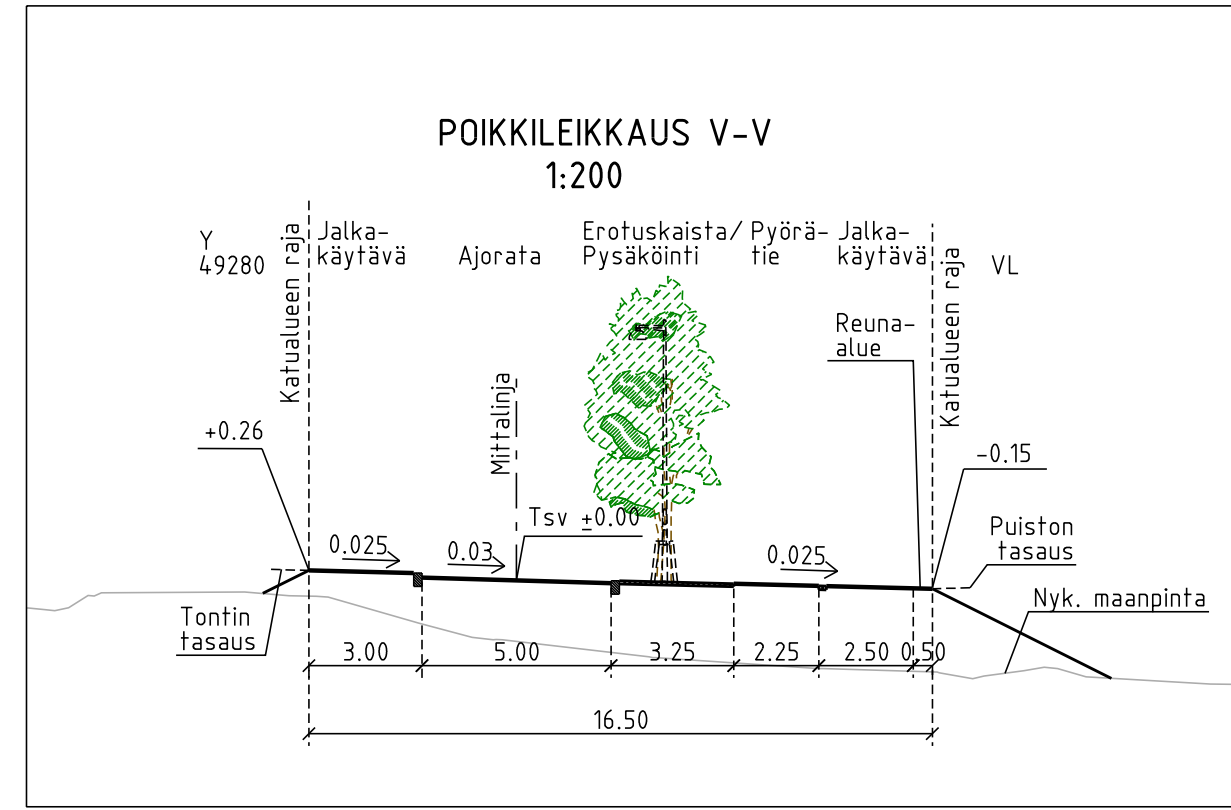 POIKKILEIKKAUS V-V
1:200
Y
49280
Katualueen raja
Jalka-
käytävä
Ajorata
Erotuskaista/
Pysäköinti
Pyörä-
tie
Jalka-
käytävä
Katualueen raja
VL
Reuna-
alue
Mittalinja
+0.26
-0.15
Tsv ±0.00
0.025
0.03
0.025
Puiston
tasaus
Tontin
tasaus
Nyk. maanpinta
3.00
5.00
3.25
2.25
2.50
0.50
16.50